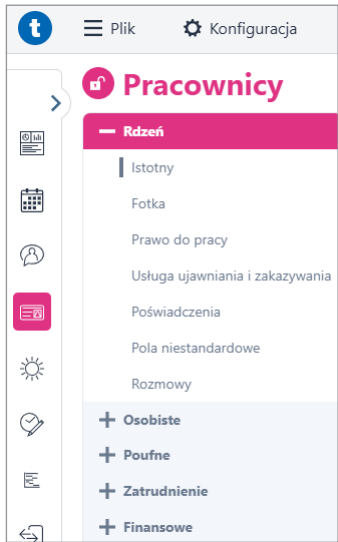 t
Plik
Konfiguracja
Pracownicy
Rdzeń
Istotny
Fotka
Prawo do pracy
Usługa ujawniania i zakazywania
Poświadczenia
Pola niestandardowe
Rozmowy
Osobiste
Poufne
Zatrudnienie
Finansowe